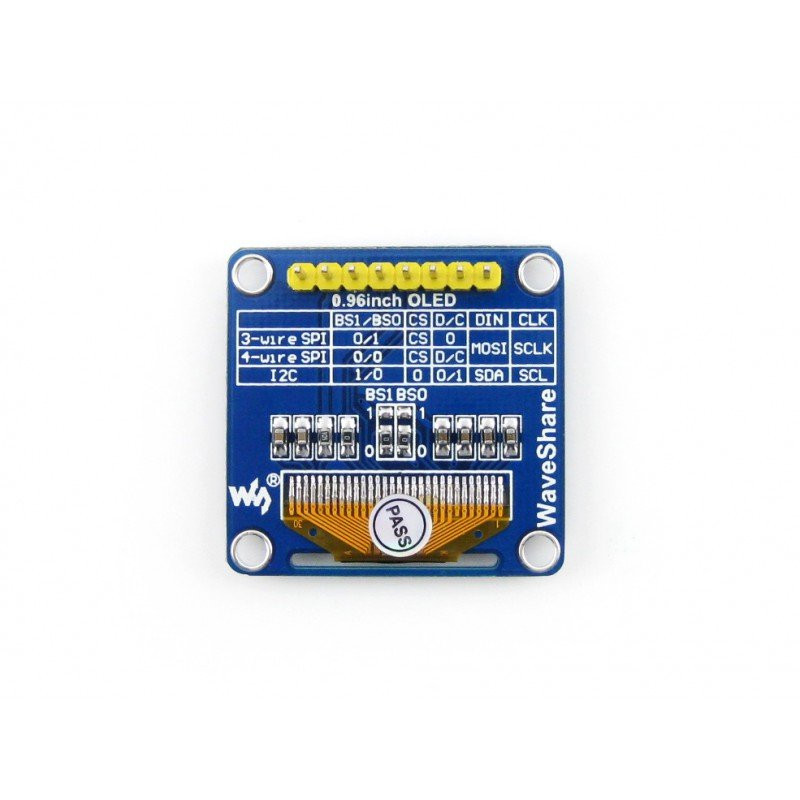 0.96inch OLED
BS1/BS0 CS D/C DIN CLK
3-wire SPI 0/1 CS 0 MOSI SCLK
4-wire SPI 0/0 CS D/C
I2C 1/0 0 0/1 SDA SCL
BS1 BS0
1 1
0 0
®
WaveShare
30 1
PASS